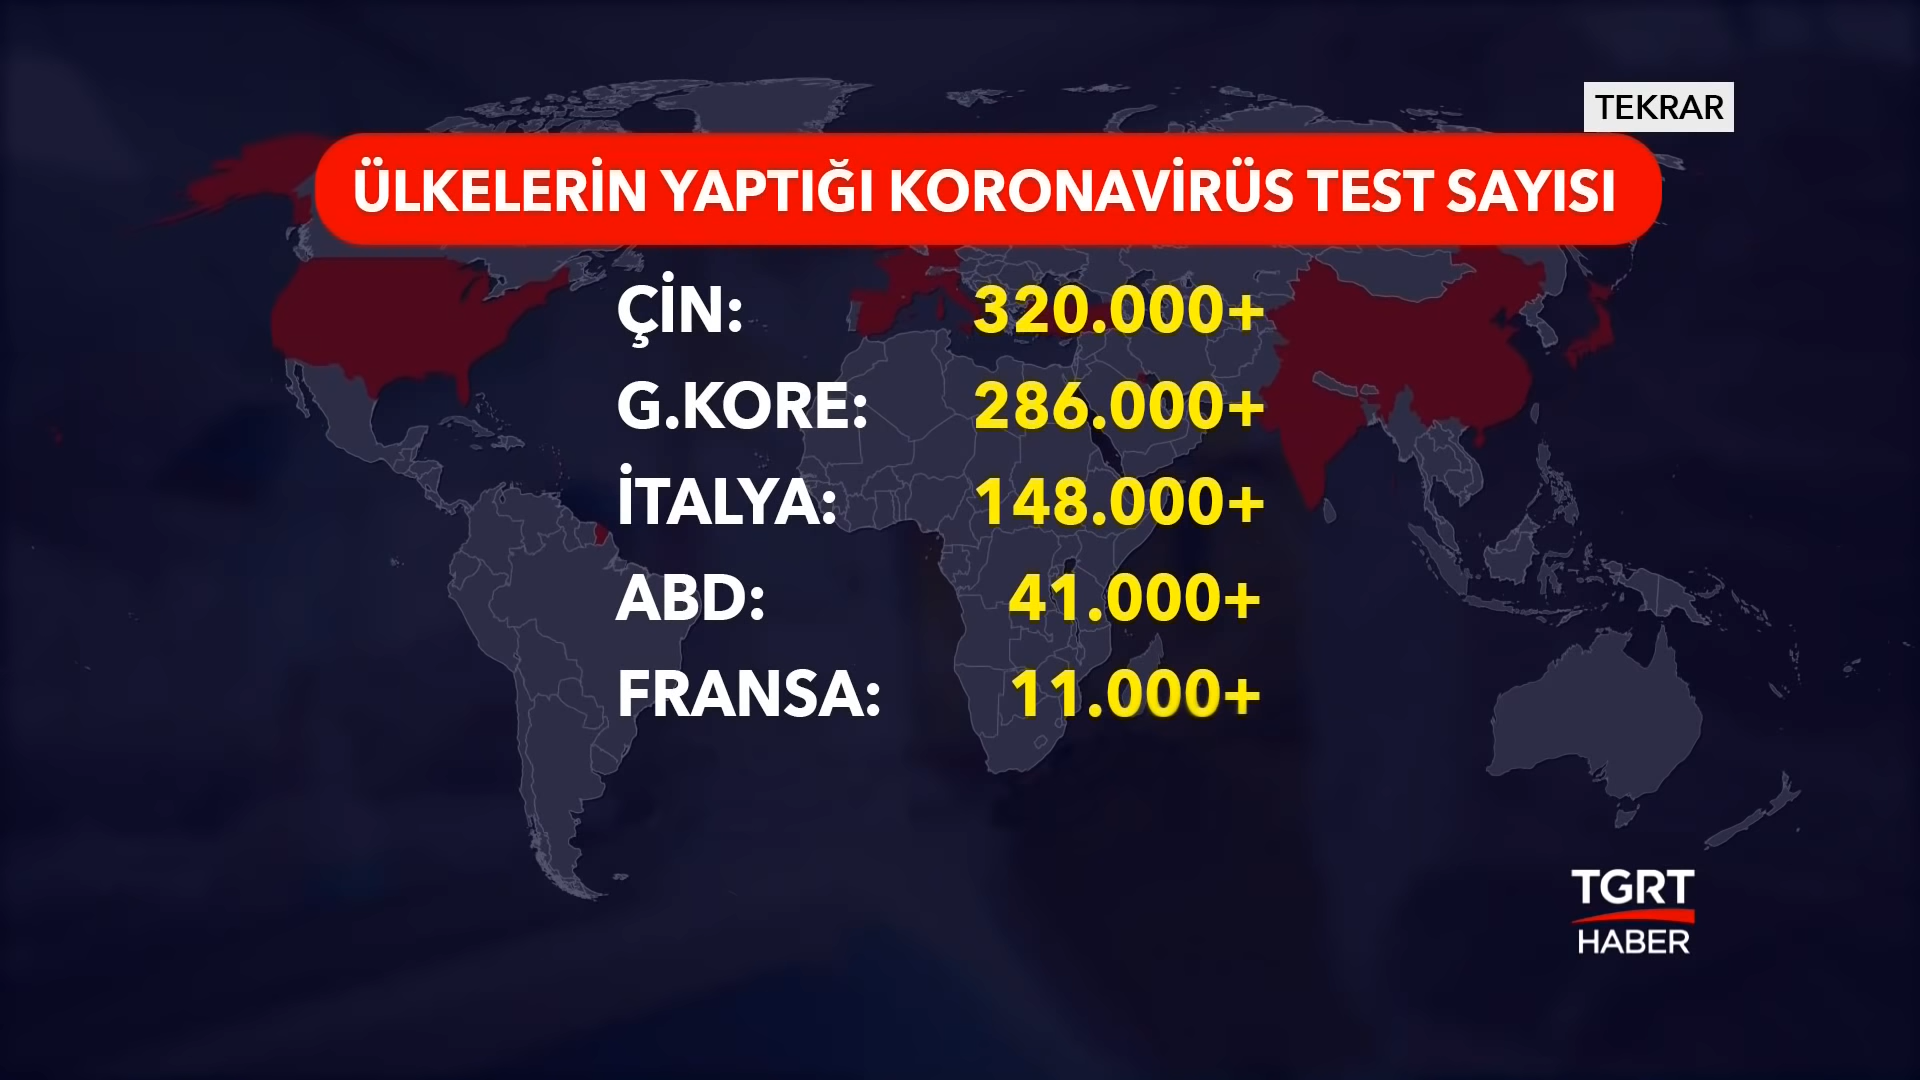 TEKRAR
ÜLKELERİN YAPTIĞI KORONAVİRÜS TEST SAYISI
ÇİN: 320.000+
G.KORE: 286.000+
İTALYA: 148.000+
ABD: 41.000+
FRANSA: 11.000+
TGRT
HABER